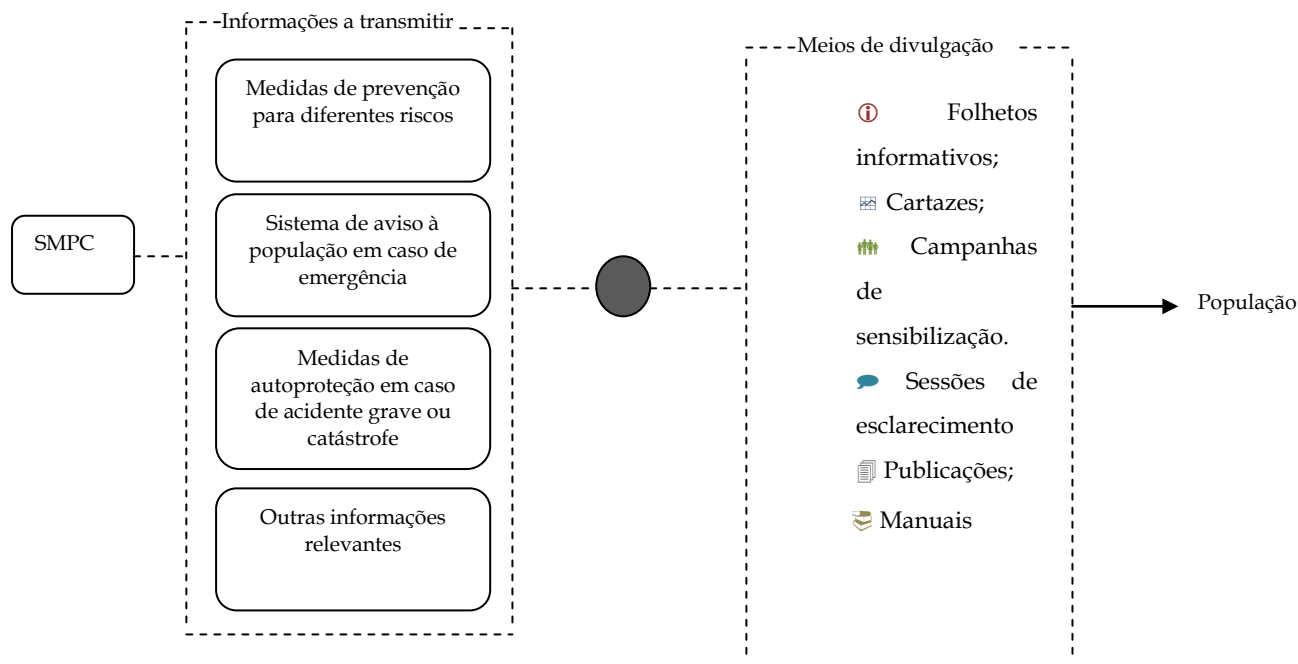 Informações a transmitir
Medidas de prevenção
para diferentes riscos
Sistema de aviso à
população em caso de
emergência
Medidas de
autoproteção em caso
de acidente grave ou
catástrofe
Outras informações
relevantes
SMPC
Meios de divulgação
Folhetos
informativos;
Cartazes;
Campanhas
de
sensibilização.
Sessões de
esclarecimento
Publicações;
Manuais
População